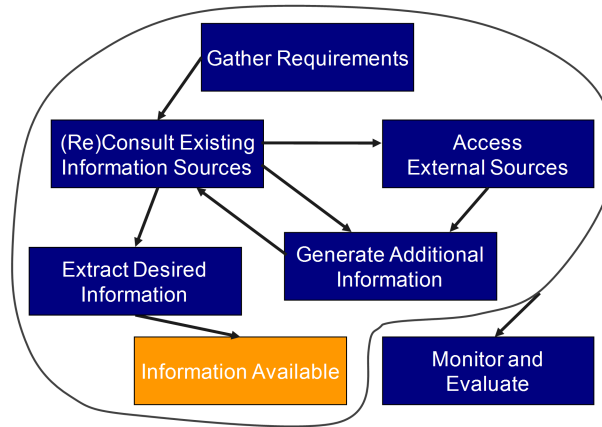 Gather Requirements
(Re)Consult Existing
Information Sources
Access
External Sources
Generate Additional
Information
Extract Desired
Information
Information Available
Monitor and
Evaluate